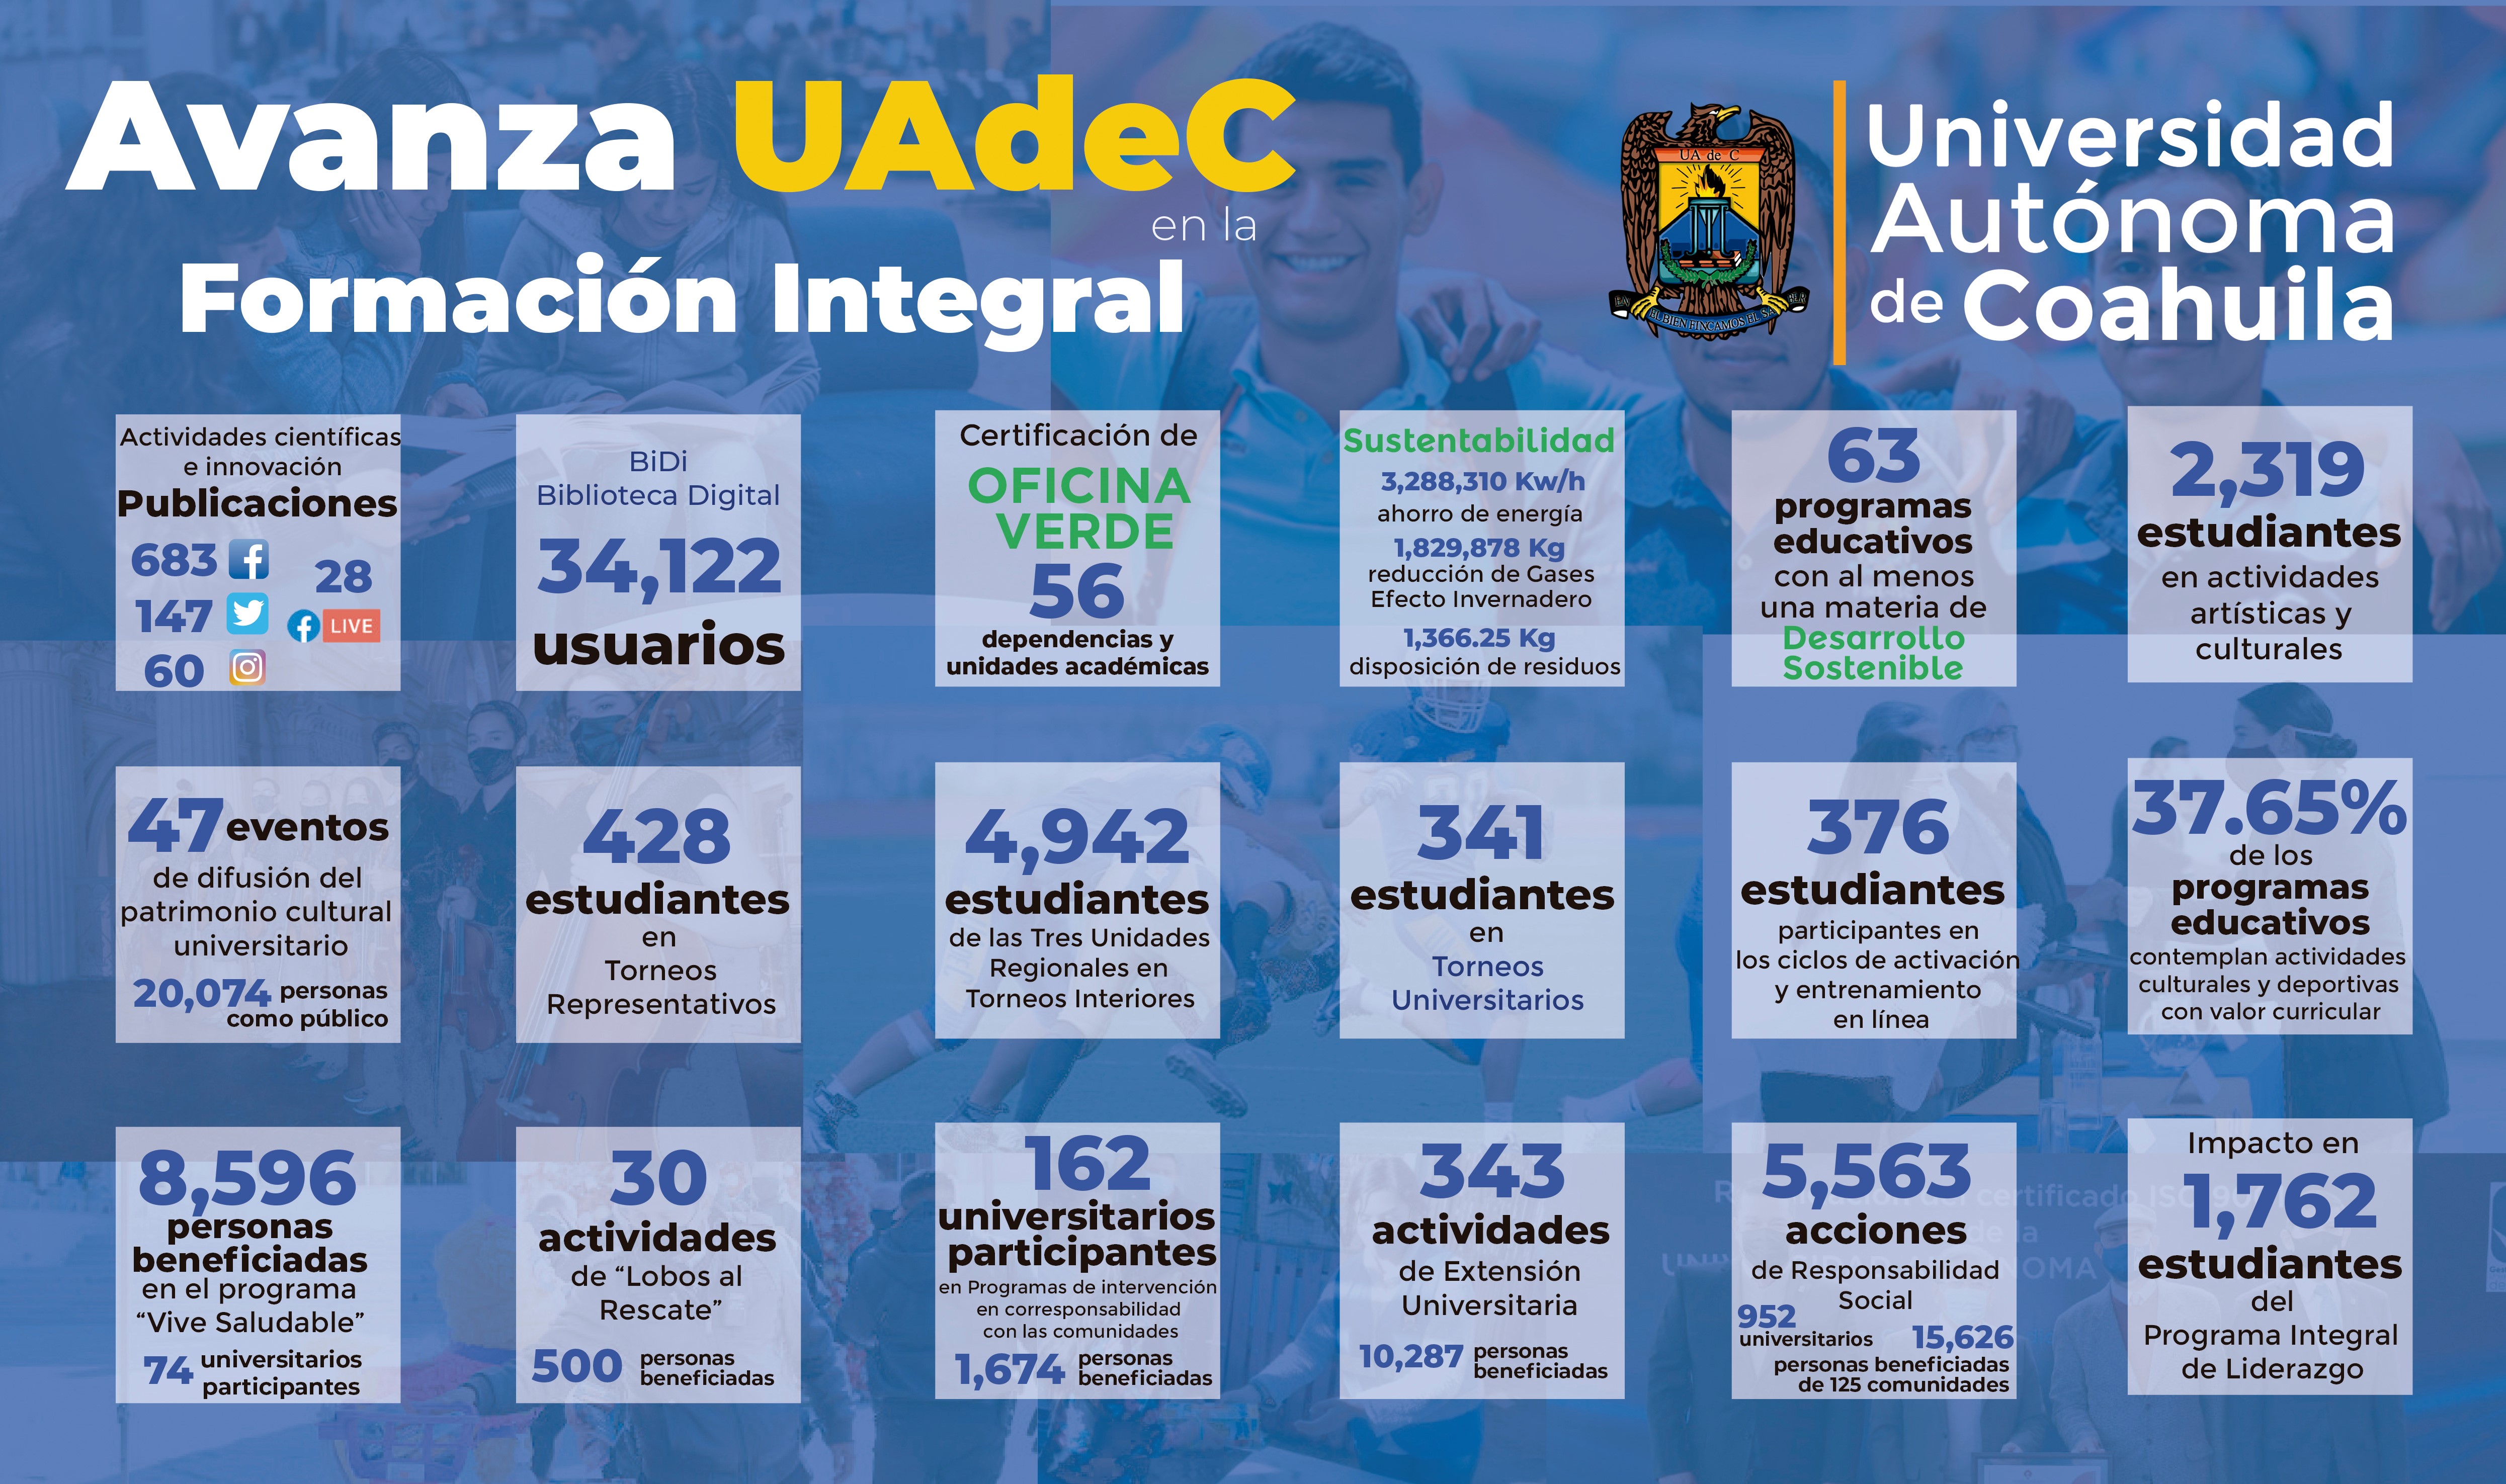 Avanza UAdeC
en la
Formación Integral
UA de C
EL BIEN FINCAMOS EL SA
Universidad
Autónoma
de Coahuila
Actividades científicas
e innovación
Publicaciones
683
28
147
LIVE
60
BiDi
Biblioteca Digital
34,122
usuarios
Certificación de
OFICINA
VERDE
56
dependencias y
unidades académicas
Sustentabilidad
3,288,310 Kw/h
ahorro de energía
1,829,878 Kg
reducción de Gases
Efecto Invernadero
1,366.25 Kg
disposición de residuos
63
programas
educativos
con al menos
una materia de
Desarrollo
Sostenible
2,319
estudiantes
en actividades
artísticas y
culturales
47 eventos
de difusión del
patrimonio cultural
universitario
20,074 personas
como público
428
estudiantes
en
Torneos
Representativos
4,942
estudiantes
de las Tres Unidades
Regionales en
Torneos Interiores
341
estudiantes
en
Torneos
Universitarios
376
estudiantes
participantes en
los ciclos de activación
y entrenamiento
en línea
37.65%
de los
programas
educativos
contemplan actividades
culturales y deportivas
con valor curricular
8,596
personas
beneficiadas
en el programa
“Vive Saludable”
74 universitarios
participantes
30
actividades
de “Lobos al
Rescate”
500 personas
beneficiadas
162
universitarios
participantes
en Programas de intervención
en corresponsabilidad
con las comunidades
1,674 personas
beneficiadas
343
actividades
de Extensión
Universitaria
10,287 personas
beneficiadas
5,563
acciones
de Responsabilidad
Social
952
universitarios
15,626
personas beneficiadas
de 125 comunidades
Impacto en
1,762
estudiantes
del
Programa Integral
de Liderazgo